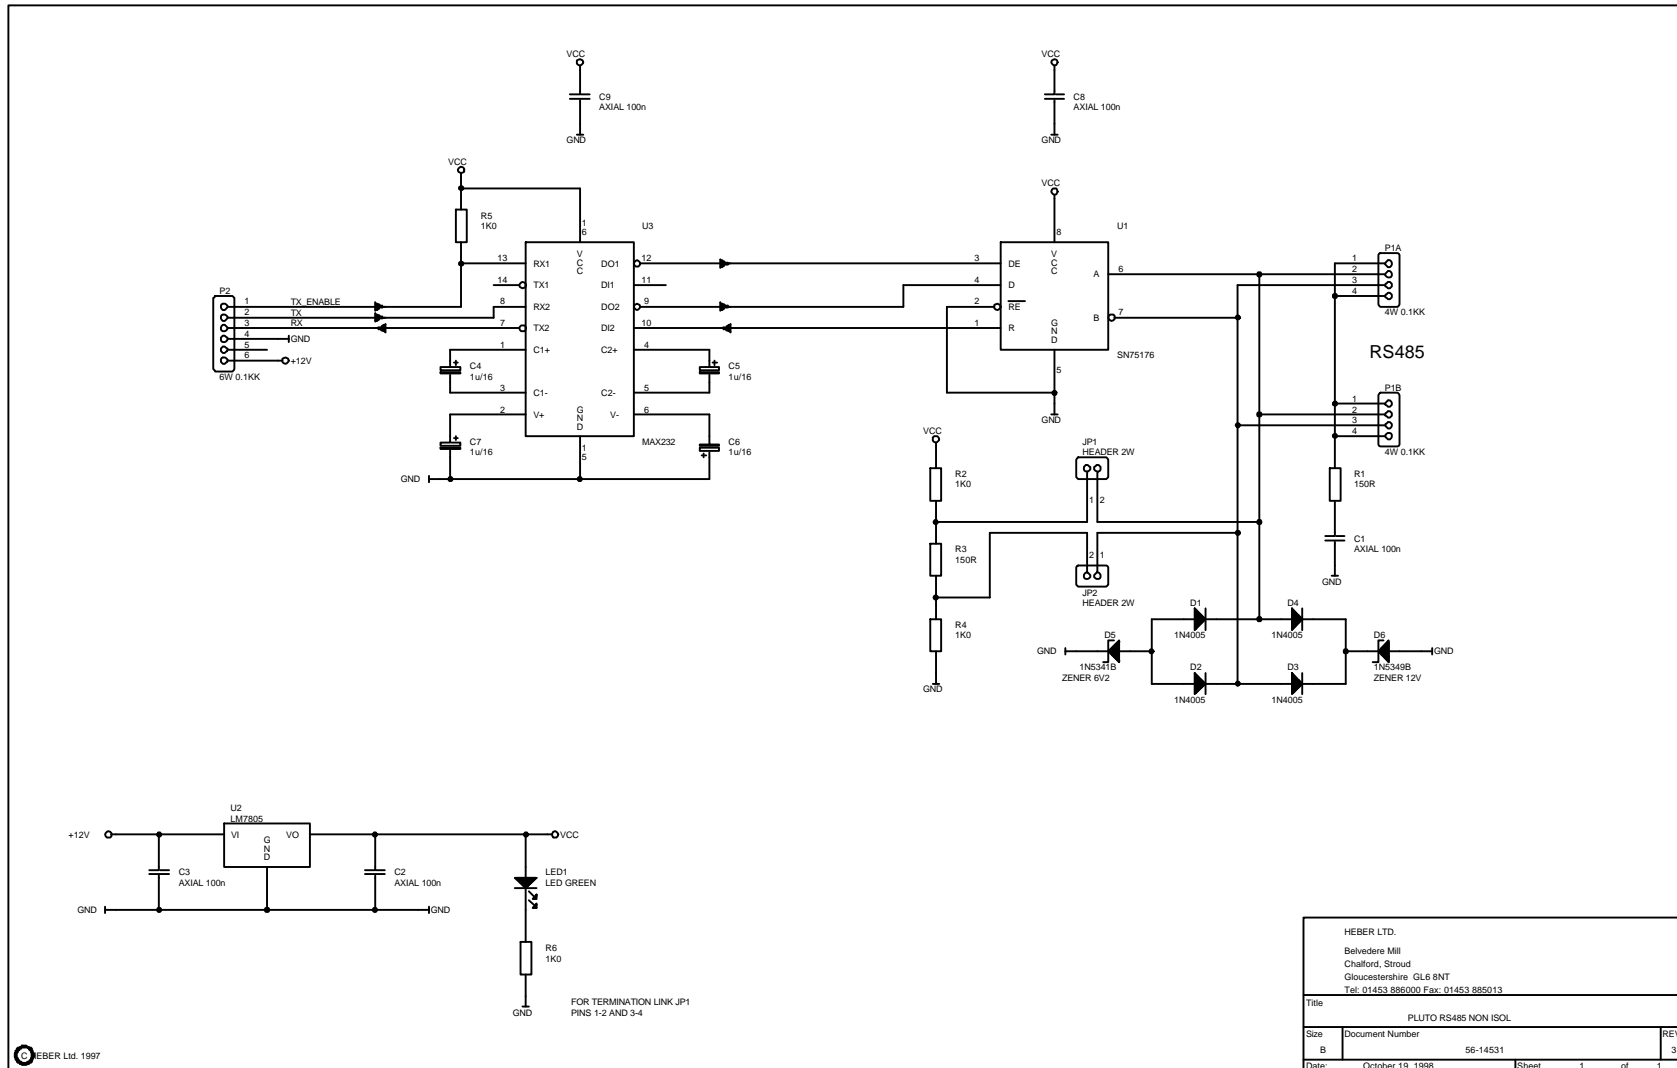 VCC
C9
AXIAL 100n
GND
VCC
C8
AXIAL 100n
GND
VCC
R5
1K0
U3
1
6
13
RX1
14
TX1
8
RX2
7
TX2
1
C1+
3
C1-
2
V+
V
C
C
DO1
12
DI1
11
DO2
9
DI2
10
C2+
4
C2-
5
V-
6
G
N
D
1
5
MAX232
P2
1
TX_ENABLE
2
TX
3
RX
4
GND
5
6
+12V
6W 0.1KK
C4
1u/16
C5
1u/16
C7
1u/16
C6
1u/16
GND
VCC
8
U1
3
DE
4
D
2
RE
1
R
V
C
C
A
6
B
7
G
N
D
5
SN75176
GND
P1A
1
2
3
4
4W 0.1KK
RS485
P1B
1
2
3
4
4W 0.1KK
R1
150R
C1
AXIAL 100n
GND
VCC
R2
1K0
R3
150R
R4
1K0
GND
JP1
HEADER 2W
1
2
2
1
JP2
HEADER 2W
D1
1N4005
D4
1N4005
GND
D5
1N5341B
ZENER 6V2
D2
1N4005
D3
1N4005
D6
1N5349B
ZENER 12V
GND
U2
LM7805
+12V
VI
VO
G
N
D
VCC
C3
AXIAL 100n
C2
AXIAL 100n
GND
GND
LED1
LED GREEN
R6
1K0
GND
FOR TERMINATION LINK JP1
PINS 1-2 AND 3-4
C
EBER Ltd. 1997
HEBER LTD.
Belvedere Mill
Chalford, Stroud
Gloucestershire GL6 8NT
Tel: 01453 886000 Fax: 01453 885013
Title
PLUTO RS485 NON ISOL
Size
Document Number
REV
B
56-14531
3
Date:
October 19, 1998
Sheet
1
of
1